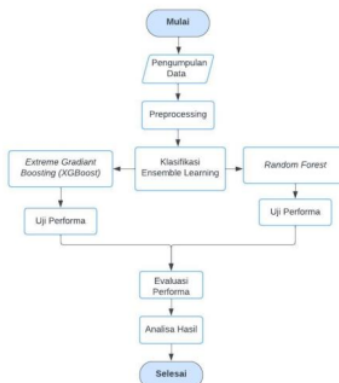 Mulai
Pengumpulan
Data
Preprocessing
Extreme Gradiant
Boosting (XGBoost)
Klasifikasi
Ensemble Learning
Random Forest
Uji Performa
Uji Performa
Evaluasi
Performa
Analisa Hasil
Selesai